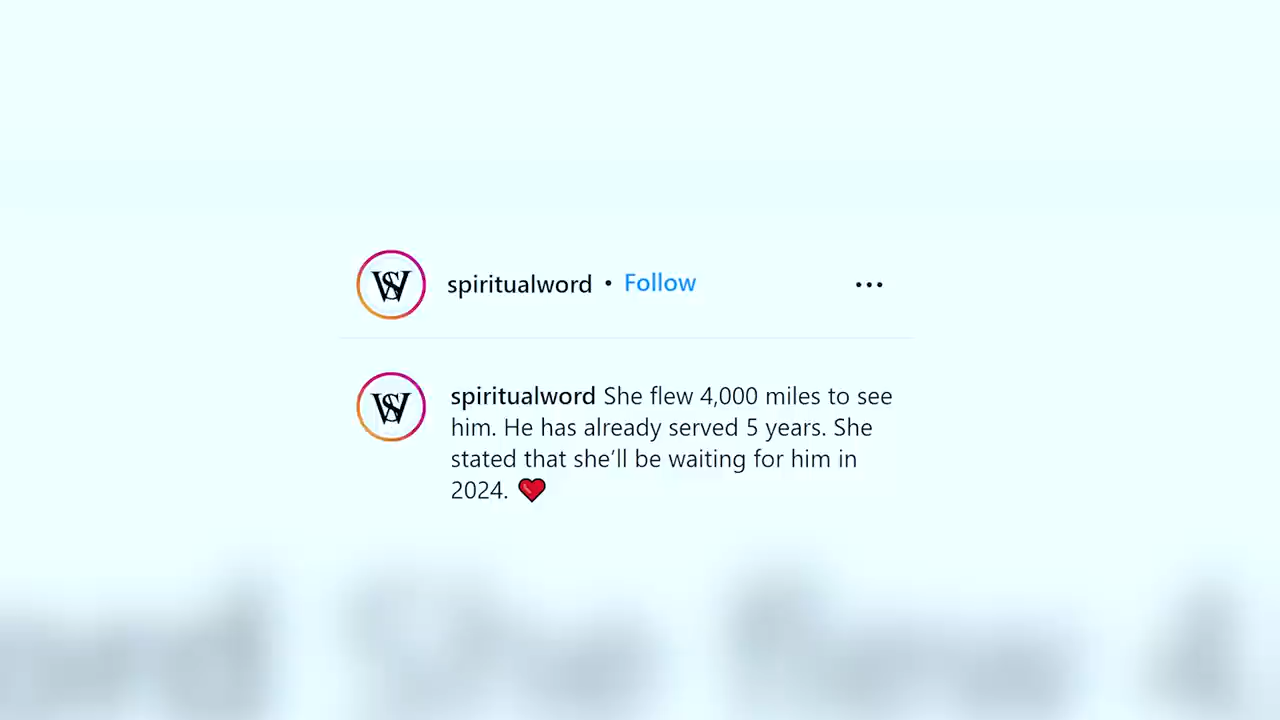 spiritualword • Follow
spiritualword She flew 4,000 miles to see
him. He has already served 5 years. She
stated that she'll be waiting for him in
2024. ❤️